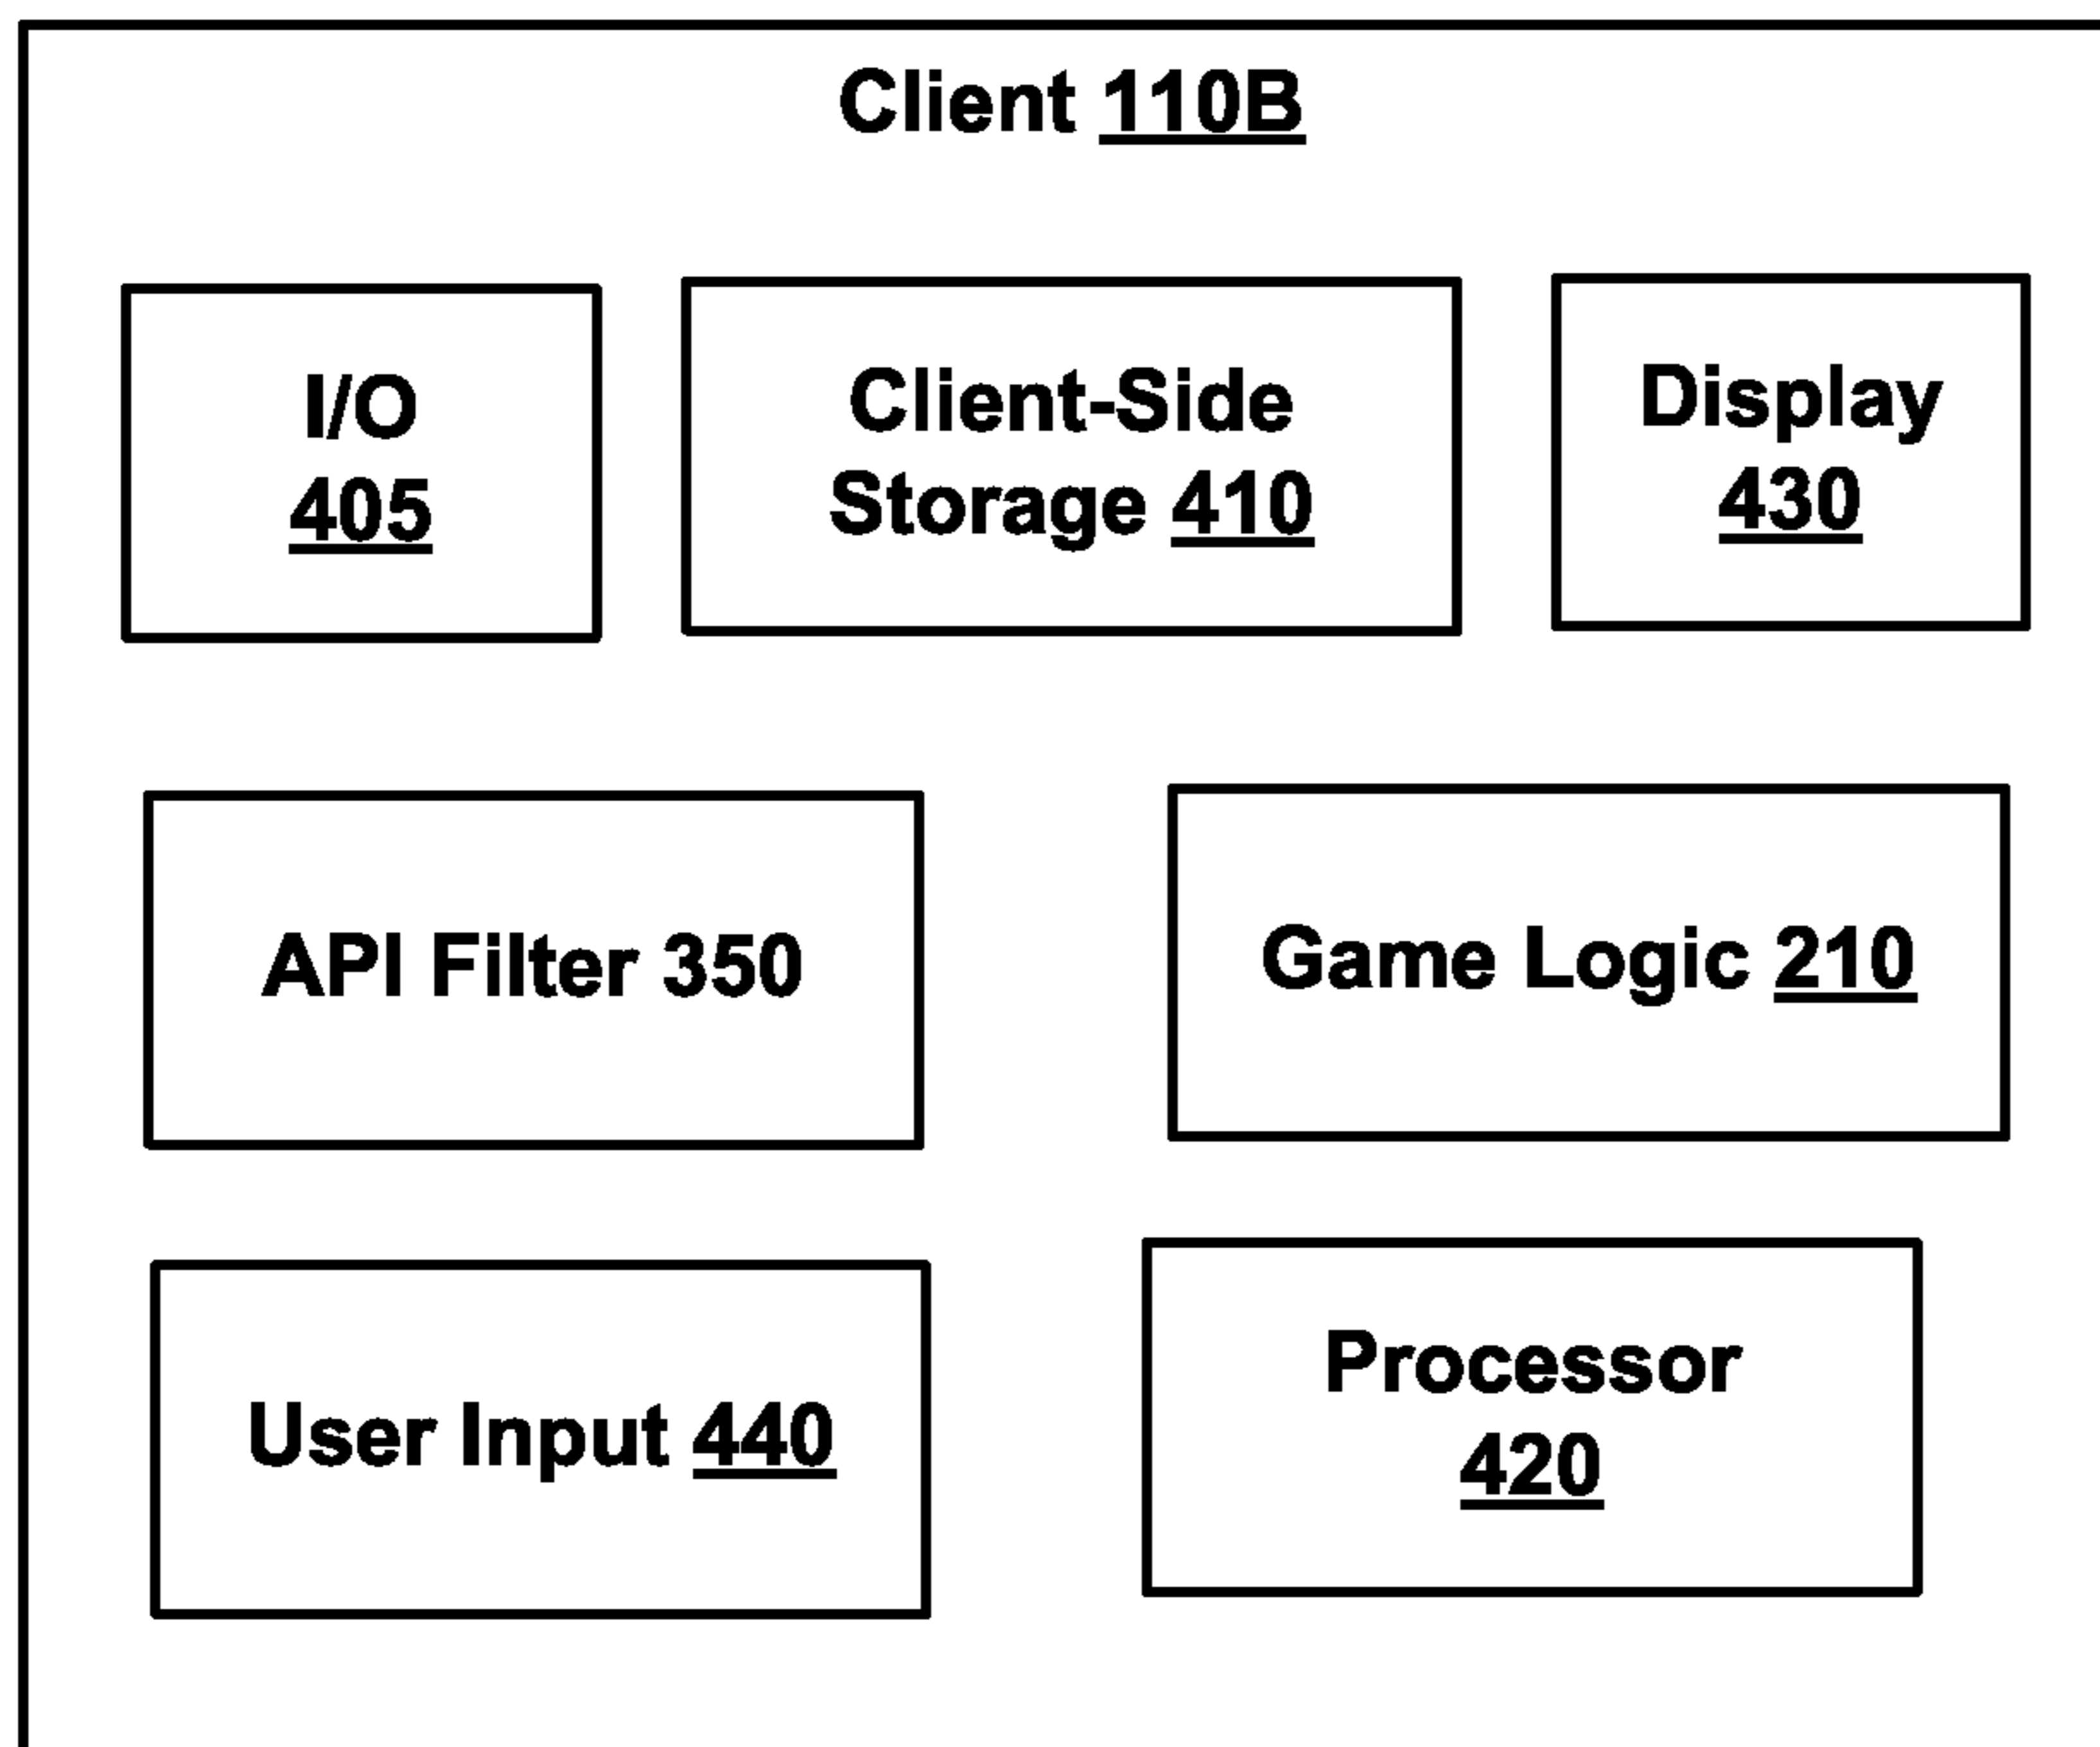 Client 110B
I/O
405
Client-Side
Storage 410
Display
430
API Filter 350
Game Logic 210
User Input 440
Processor
420